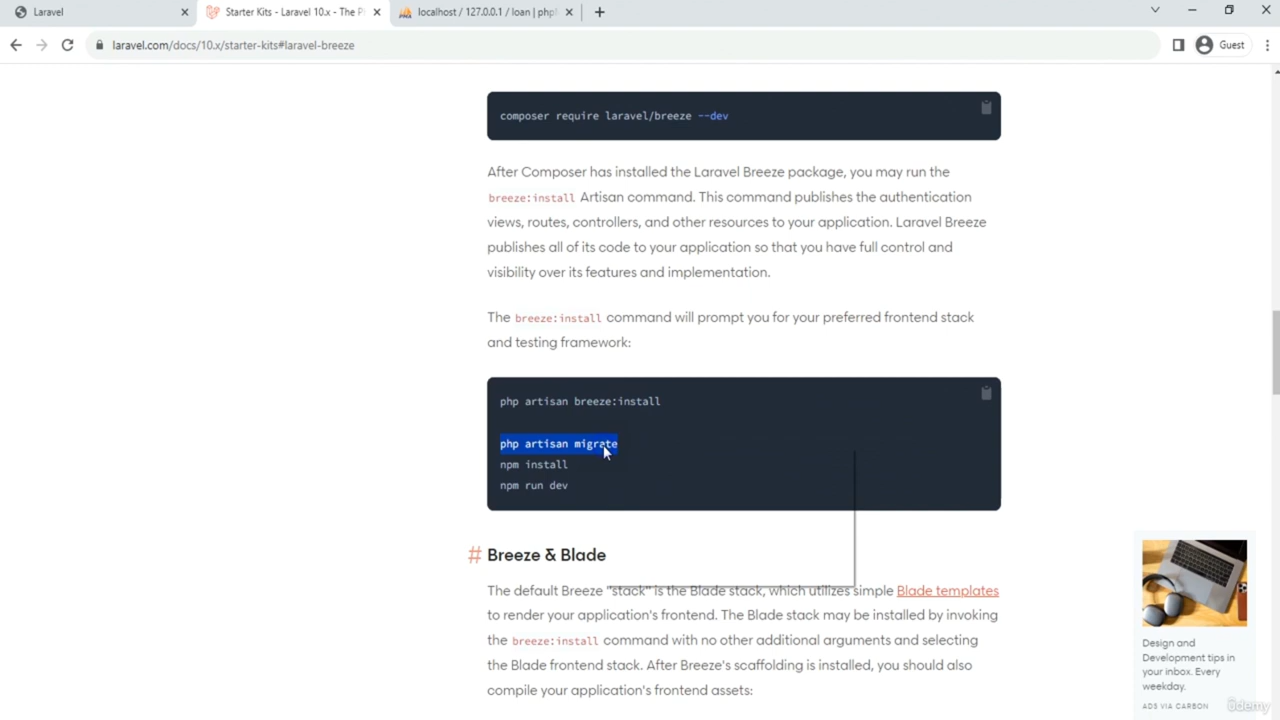 Laravel
Starter Kits - Laravel 10.x - The P
localhost / 127.0.0.1 / loan | php
laravel.com/docs/10.x/starter-kits#laravel-breeze
Guest
composer require laravel/breeze --dev
After Composer has installed the Laravel Breeze package, you may run the
breeze:install Artisan command. This command publishes the authentication
views, routes, controllers, and other resources to your application. Laravel Breeze
publishes all of its code to your application so that you have full control and
visibility over its features and implementation.
The breeze:install command will prompt you for your preferred frontend stack
and testing framework:
php artisan breeze:install
php artisan migrate
npm install
npm run dev
# Breeze & Blade
The default Breeze "stack" is the Blade stack, which utilizes simple Blade templates
to render your application's frontend. The Blade stack may be installed by invoking
the breeze:install command with no other additional arguments and selecting
the Blade frontend stack. After Breeze's scaffolding is installed, you should also
compile your application's frontend assets:
Design and
Development tips in
your inbox. Every
weekday.
ADS VIA CARBON
ûdemy